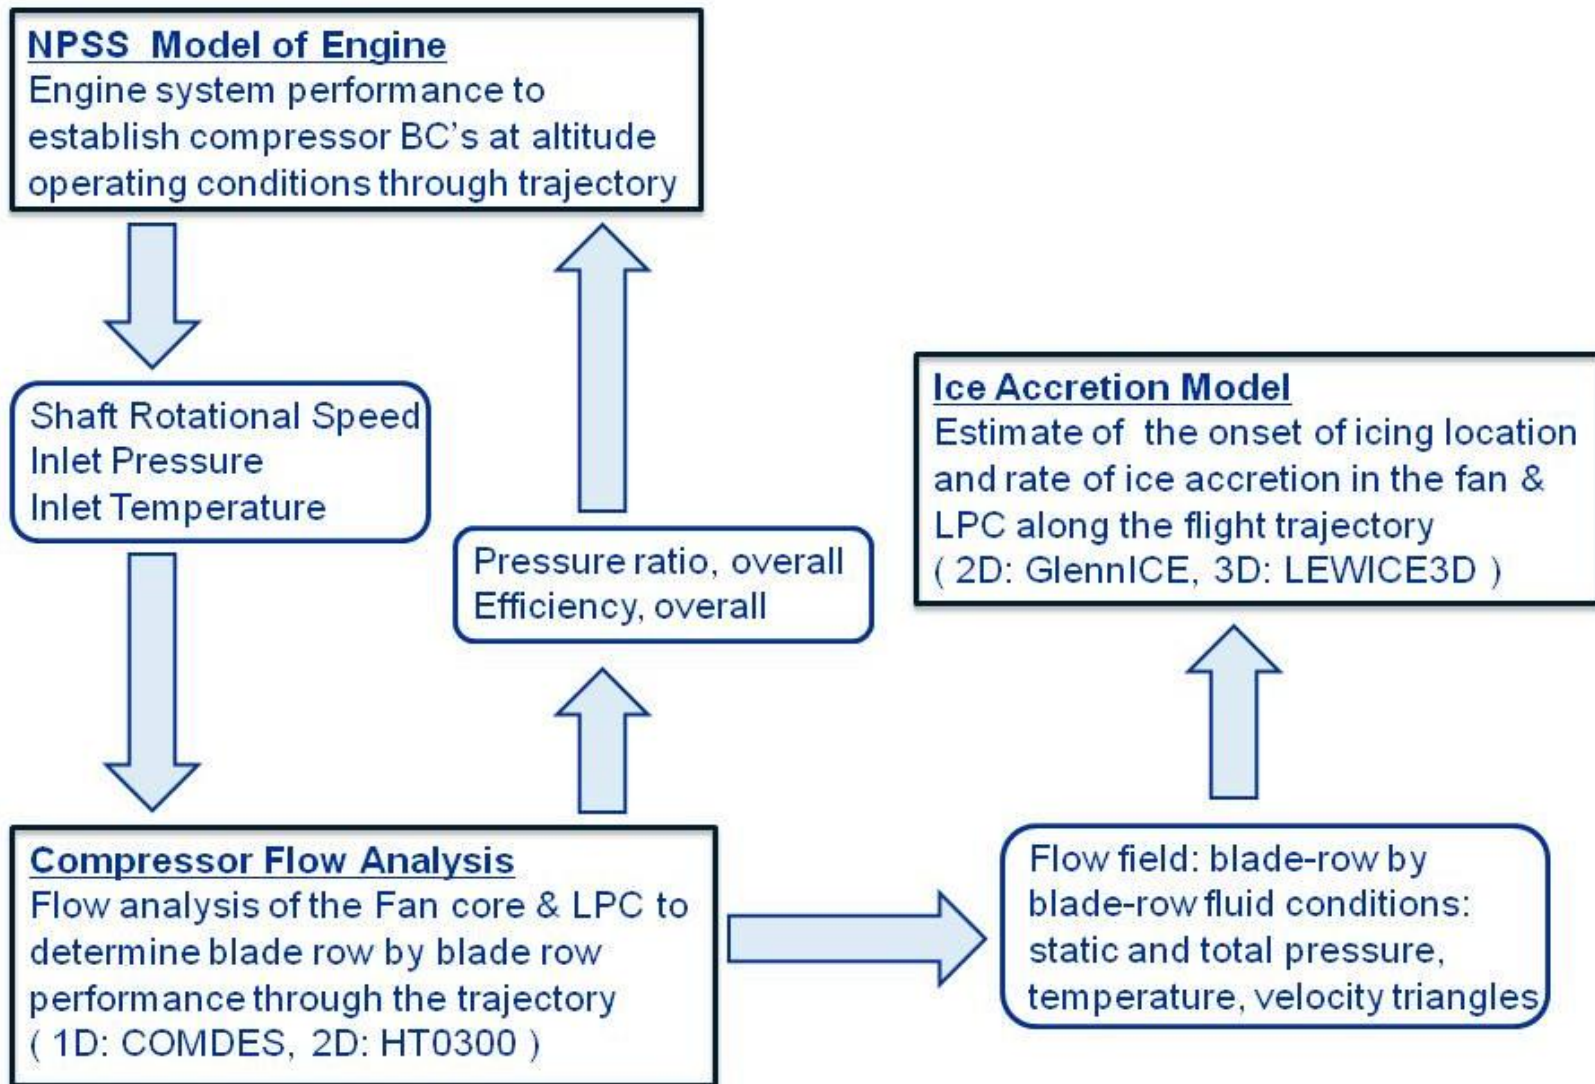 NPSS Model of Engine
Engine system performance to
establish compressor BC's at altitude
operating conditions through trajectory
Shaft Rotational Speed
Inlet Pressure
Inlet Temperature
Pressure ratio, overall
Efficiency, overall
Ice Accretion Model
Estimate of the onset of icing location
and rate of ice accretion in the fan &
LPC along the flight trajectory
( 2D: GlennICE, 3D: LEWICE3D )
Compressor Flow Analysis
Flow analysis of the Fan core & LPC to
determine blade row by blade row
performance through the trajectory
( 1D: COMDES, 2D: HT0300 )
Flow field: blade-row by
blade-row fluid conditions:
static and total pressure,
temperature, velocity triangles